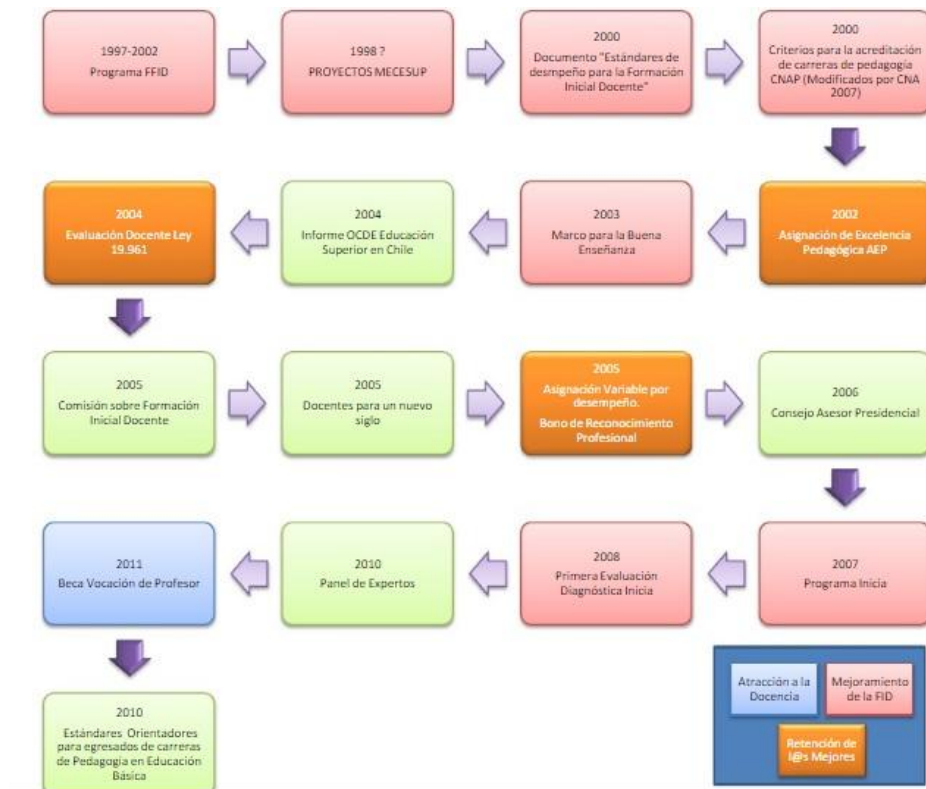 1997-2002
Programa FFID
1998 ?
PROYECTOS MECESUP
2000
Documento "Estándares de
desmpeño para la Formación
Inicial Docente"
2000
Criterios para la acreditación
de carreras de pedagogía
CNAP (Modificados por CNA
2007)
2002
Asignación de Excelencia
Pedagógica AEP
2003
Marco para la Buena
Enseñanza
2004
Informe OCDE Educación
Superior en Chile
2004
Evaluación Docente Ley
19.961
2005
Comisión sobre Formación
Inicial Docente
2005
Docentes para un nuevo
siglo
2005
Asignación Variable por
desempeño.
Bono de Reconocimiento
Profesional
2006
Consejo Asesor Presidencial
2007
Programa Inicia
2008
Primera Evaluación
Diagnóstica Inicia
2010
Panel de Expertos
2011
Beca Vocación de Profesor
2010
Estándares Orientadores
para egresados de carreras
de Pedagogía en Educación
Básica
Atracción a la
Docencia
Mejoramiento
de la FID
Retención de
l@s Mejores